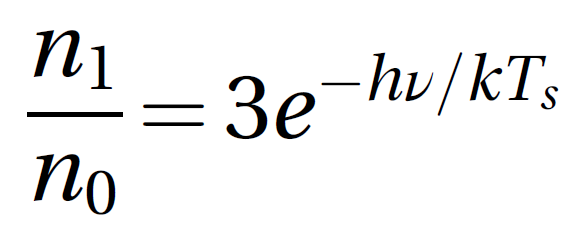 n₁/n₀ = 3e^{−hν/kTₛ}